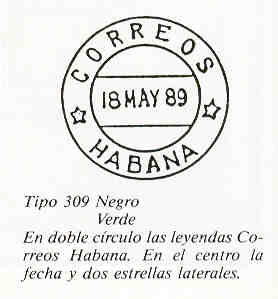 CORREOS
18 MAY 89
HABANA
Tipo 309 Negro
Verde
En doble círculo las leyendas Co-
rreos Habana. En el centro la
fecha y dos estrellas laterales.